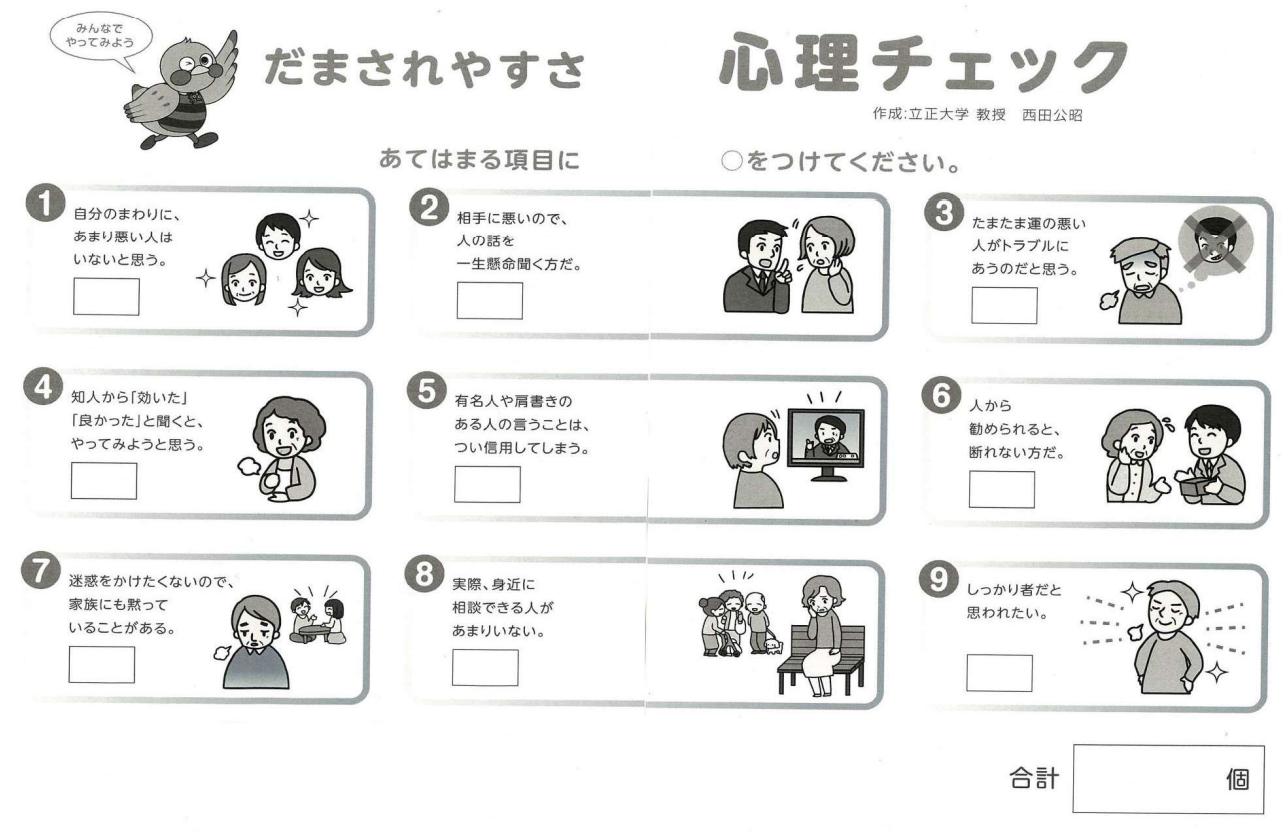 みんなで
やってみよう
だまされやすさ 心理チェック
作成:立正大学 教授 西田公昭
あてはまる項目に ○をつけてください。
1
自分のまわりに、
あまり悪い人は
いないと思う。
2
相手に悪いので、
人の話を
一生懸命聞く方だ。
3
たまたま運の悪い
人がトラブルに
あうのだと思う。
4
知人から「効いた」
「良かった」と聞くと、
やってみようと思う。
5
有名人や肩書きの
ある人の言うことは、
つい信用してしまう。
6
人から
勧められると、
断れない方だ。
7
迷惑をかけたくないので、
家族にも黙って
いることがある。
8
実際、身近に
相談できる人が
あまりいない。
9
しっかり者だと
思われたい。
合計 個